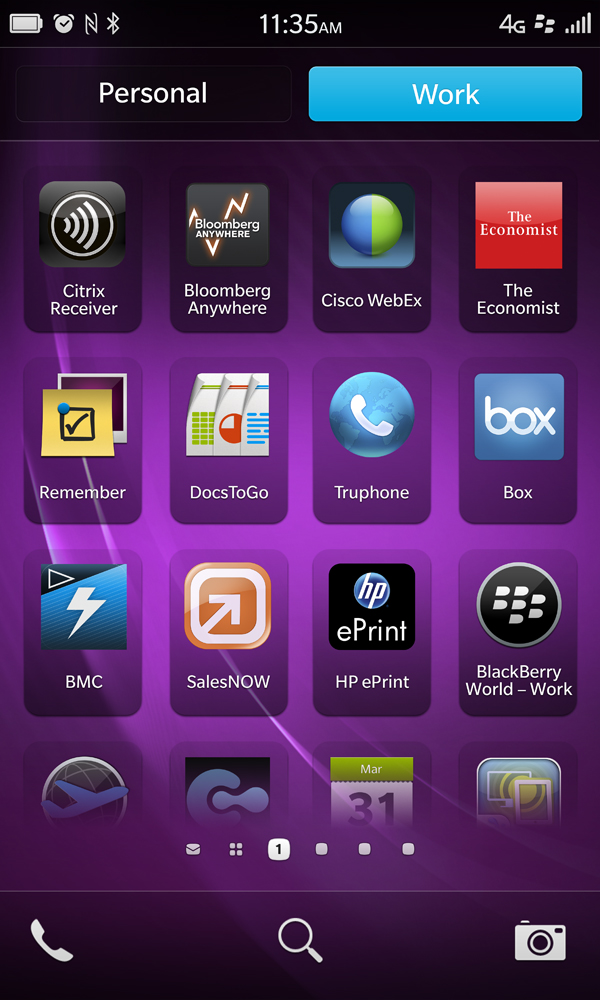 11:35AM
4G
Personal
Work
Bloomberg
ANYWHERE
The
Economist
Citrix
Receiver
Bloomberg
Anywhere
Cisco WebEx
The
Economist
box
Remember
DocsToGo
Truphone
Box
hp
ePrint
BMC
SalesNOW
HP ePrint
BlackBerry
World – Work
Mar
31
1